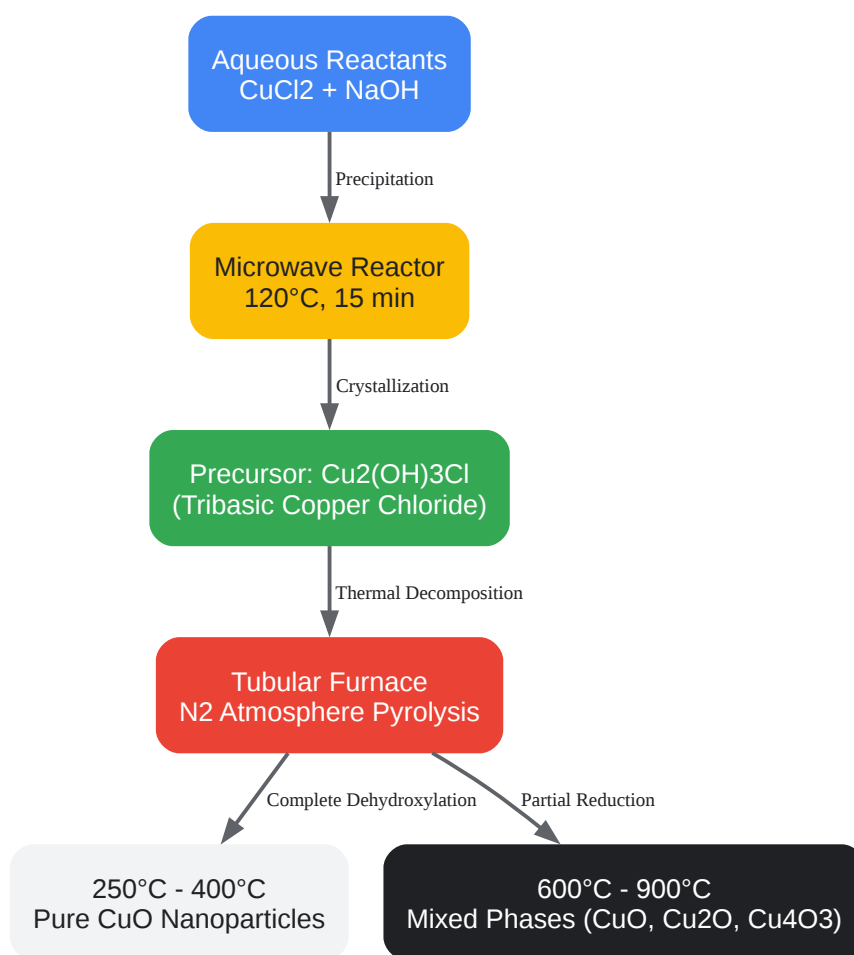 Aqueous Reactants
CuCl2 + NaOH
Precipitation
Microwave Reactor
120°C, 15 min
Crystallization
Precursor: Cu2(OH)3Cl
(Tribasic Copper Chloride)
Thermal Decomposition
Tubular Furnace
N2 Atmosphere Pyrolysis
Complete Dehydroxylation
Partial Reduction
250°C - 400°C
Pure CuO Nanoparticles
600°C - 900°C
Mixed Phases (CuO, Cu2O, Cu4O3)